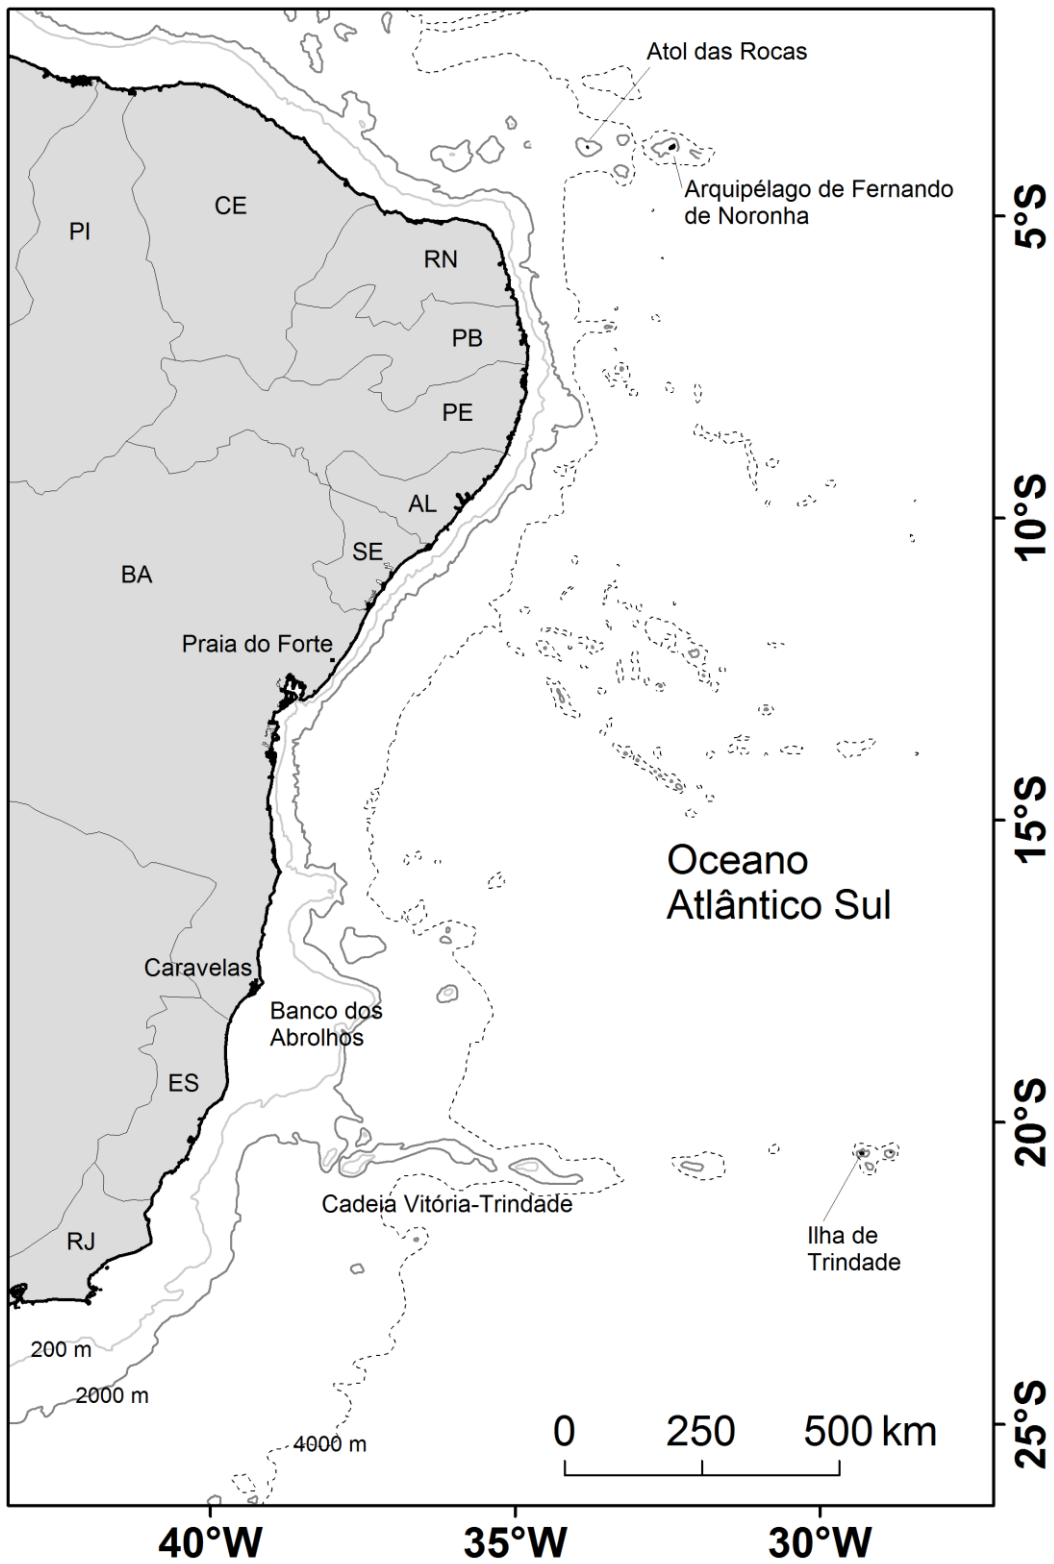 Atol das Rocas
Arquipélago de Fernando
de Noronha
5°S
CE
PI
RN
PB
PE
10°S
AL
SE
BA
Praia do Forte
15°S
Oceano
Atlântico Sul
Caravelas
Banco dos
Abrolhos
ES
20°S
Cadeia Vitória-Trindade
RJ
Ilha de
Trindade
200 m
2000 m
4000 m
25°S
0 250 500 km
40°W 35°W 30°W